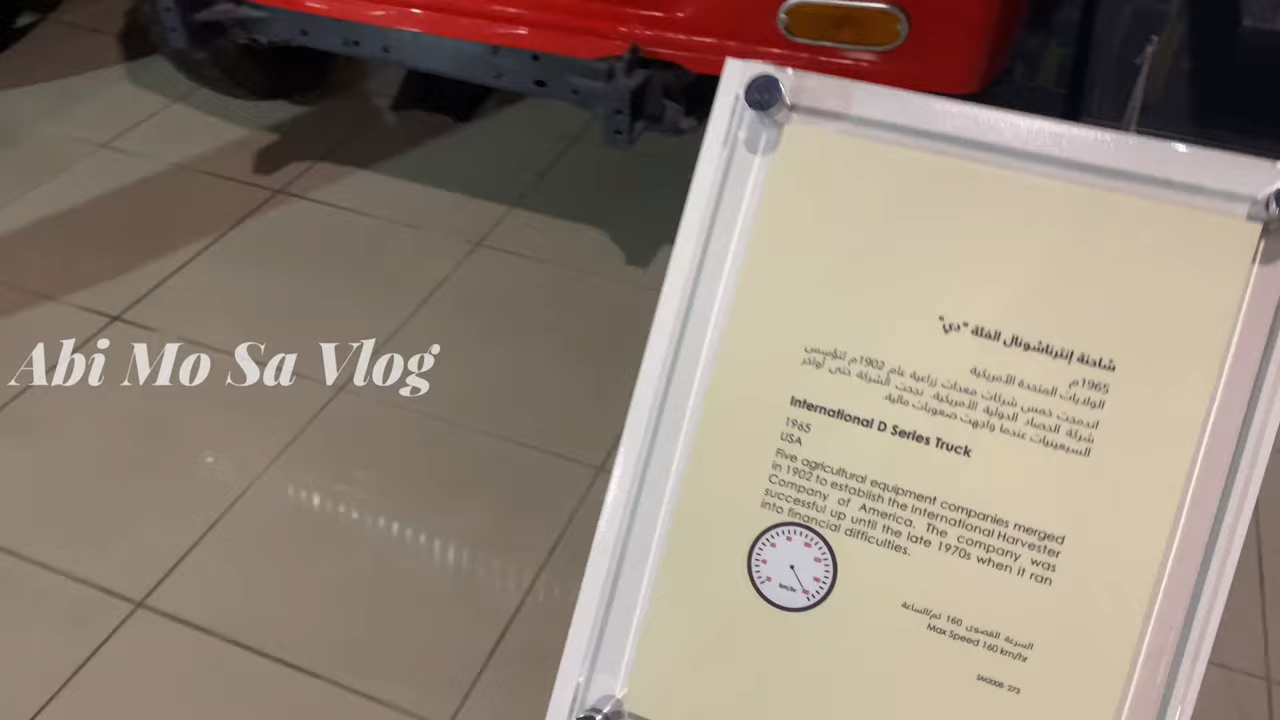 Abi Mo Sa Vlog
شاحنة إنترناشونال الفئة "دي"
1965م
الولايات المتحدة الأمريكية
اندمجت خمس شركات معدات زراعية عام 1902م لتؤسس
شركة الحصاد الدولية الأمريكية. نجحت الشركة حتى أواخر
السبعينيات عندما واجهت صعوبات مالية.
International D Series Truck
1965
USA
Five agricultural equipment companies merged
in 1902 to establish the International Harvester
Company of America. The company was
successful up until the late 1970s when it ran
into financial difficulties.
km/hr
السرعة القصوى 160 كم/الساعة
Max Speed 160 km/hr
SM2008- 273